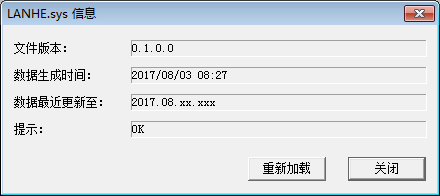 LANHE.sys 信息
文件版本： 0.1.0.0
数据生成时间： 2017/08/03 08:27
数据最近更新至： 2017.08.xx.xxx
提示： OK
重新加载 关闭